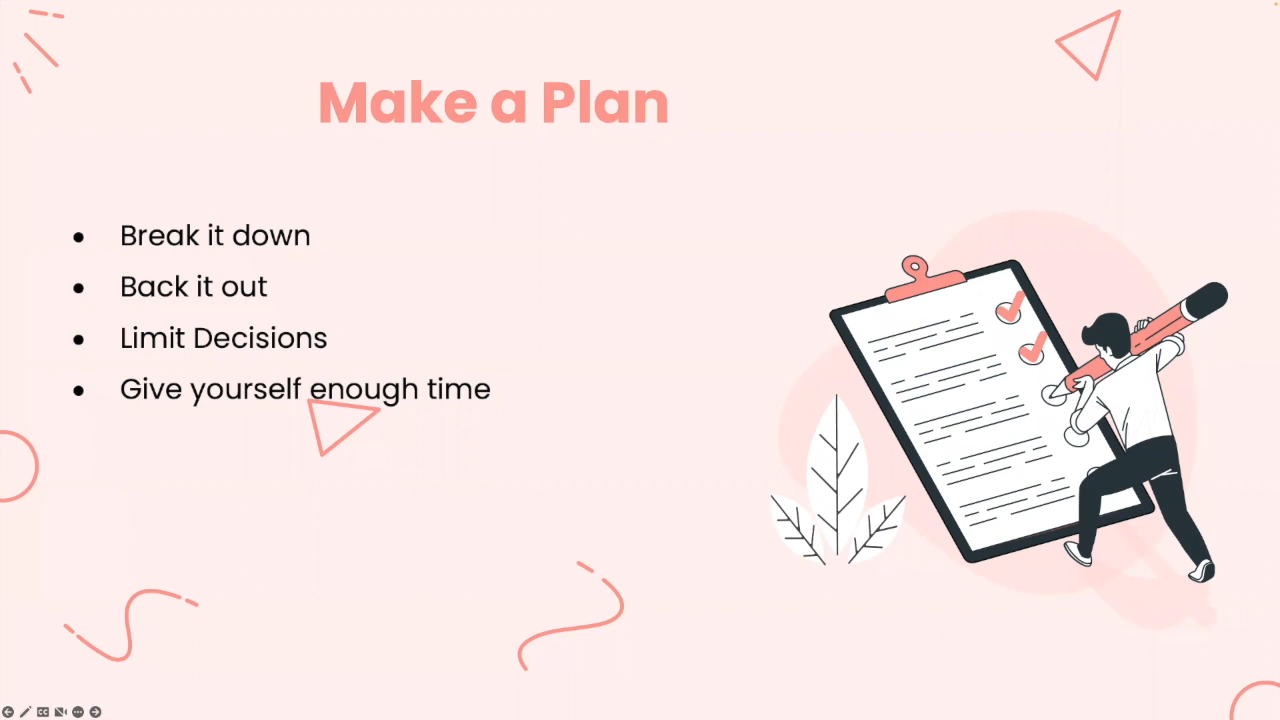 Make a Plan
• Break it down
• Back it out
• Limit Decisions
• Give yourself enough time